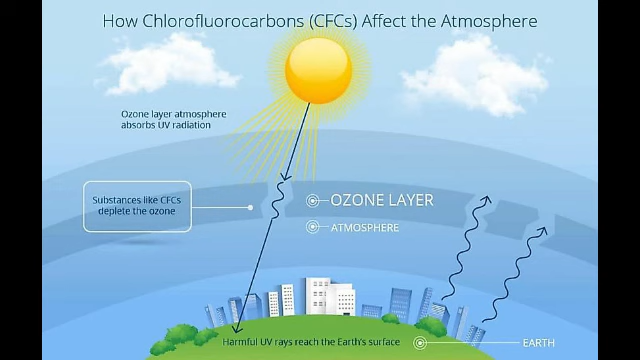 How Chlorofluorocarbons (CFCs) Affect the Atmosphere
Ozone layer atmosphere
absorbs UV radiation
Substances like CFCs
deplete the ozone
OZONE LAYER
ATMOSPHERE
Harmful UV rays reach the Earth's surface
EARTH